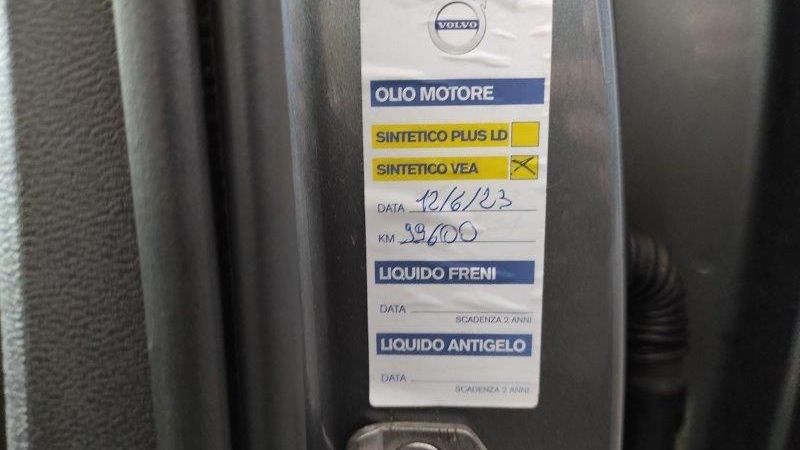 VOLVO
OLIO MOTORE
SINTETICO PLUS LD
SINTETICO VEA
DATA 12/6/23
KM 99600
LIQUIDO FRENI
DATA
SCADENZA 2 ANNI
LIQUIDO ANTIGELO
DATA
SCADENZA 2 ANNI